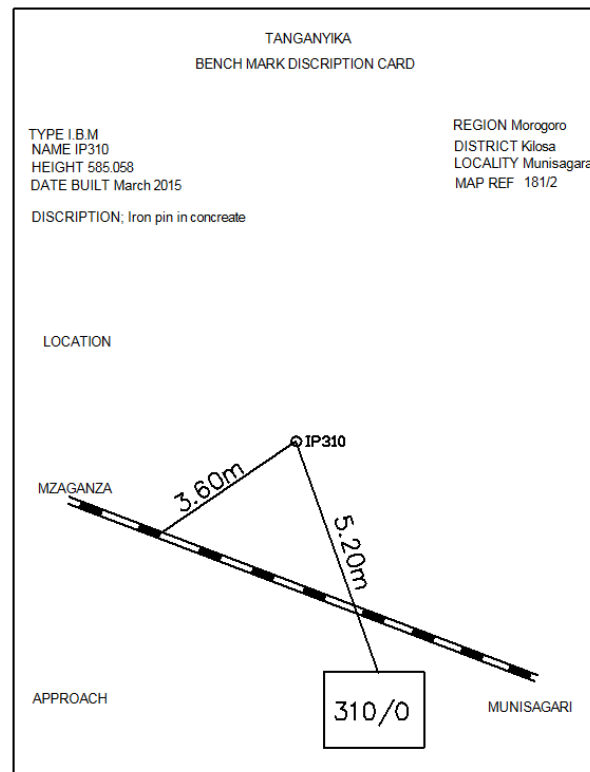 TANGANYIKA
BENCH MARK DISCRIPTION CARD
TYPE I.B.M
NAME IP310
HEIGHT 585.058
DATE BUILT March 2015
REGION Morogoro
DISTRICT Kilosa
LOCALITY Munisagara
MAP REF 181/2
DISCRIPTION; Iron pin in concreate
LOCATION
IP310
3.60m
MZAGANZA
5.20m
APPROACH
310/0
MUNISAGARI